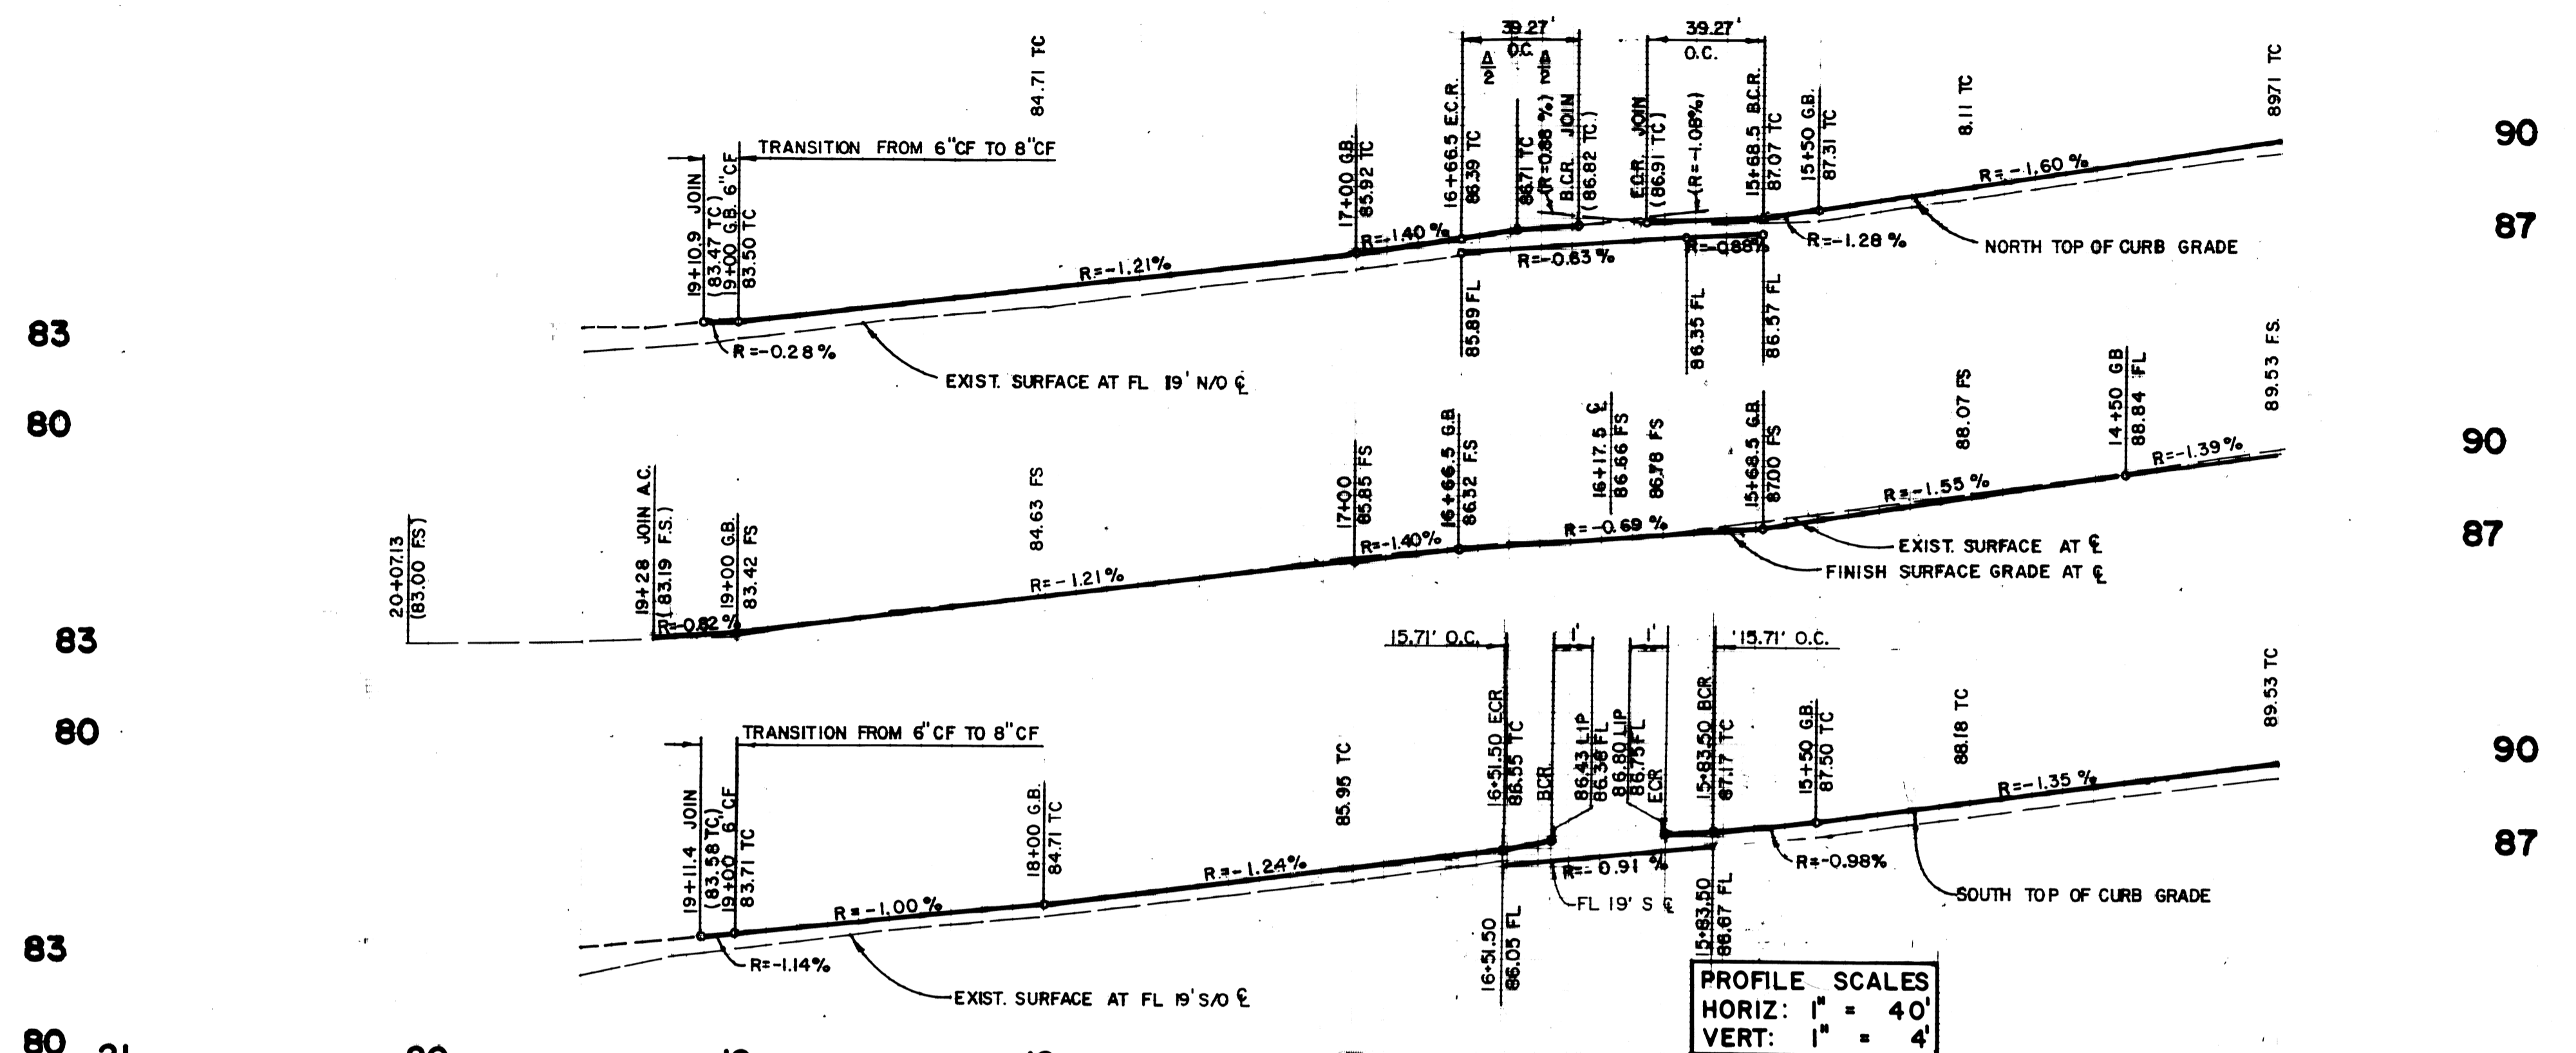 39.27'
O.C.
39.27'
O.C.
Δ/2
Δ/2
84.71 TC
TRANSITION FROM 6"CF TO 8"CF
19+10.9 JOIN
(83.47 TC)
19+00 G.B. 6"CF
83.50 TC
17+00 GB.
85.92 TC
16+66.5 E.C.R.
86.39 TC
86.71 TC
(R=0.88 %)
B.C.R. JOIN
(86.82 TC.)
E.C.R. JOIN
(86.91 TC)
(R=-1.08%)
15+68.5 B.C.R.
87.07 TC
15+50 G.B.
87.31 TC
8.11 TC
8971 TC
90
R=-1.60 %
87
R=-1.40 %
R=-1.21%
R=-0.63 %
R=-0.88%
R=-1.28 %
NORTH TOP OF CURB GRADE
83
R=-0.28 %
EXIST. SURFACE AT FL 19' N/O ℄
85.89 FL
86.35 FL
86.57 FL
80
90
20+07.13
(83.00 F.S)
19+28 JOIN A.C.
(83.19 F.S.)
19+00 G.B.
83.42 FS
84.63 FS
17+00
85.85 FS
16+66.5 G.B.
86.32 F.S
16+17.5 ℄
86.66 FS
86.78 FS
15+68.5 G.B.
87.00 FS
88.07 FS
14+50 GB
88.84 FL
89.53 F.S.
R=-1.39 %
R=-1.55 %
R=-0.69 %
R=-1.40%
R=-1.21%
R=-0.82 %
EXIST. SURFACE AT ℄
FINISH SURFACE GRADE AT ℄
87
83
15.71' O.C.
1'
1'
15.71' O.C.
80
90
TRANSITION FROM 6"CF TO 8"CF
19+11.4 JOIN
(83.58 TC)
19+00 6" CF
83.71 TC
18+00 G.B.
84.71 TC
85.95 TC
16+51.50 ECR
86.55 TC
BCR
86.43 LIP
86.38 FL
86.80 LIP
86.75 FL
ECR
15+83.50 BCR
87.17 TC
15+50 G.B.
87.50 TC
88.18 TC
89.53 TC
R=-1.35 %
87
R=-1.24%
R=-0.91 %
R=-0.98%
R=-1.00%
R=-1.14%
FL 19' S ℄
SOUTH TOP OF CURB GRADE
83
EXIST. SURFACE AT FL 19' S/O ℄
16+51.50
86.05 FL
15+83.50
86.67 FL
PROFILE SCALES
HORIZ: 1" = 40'
VERT: 1" = 4'
80